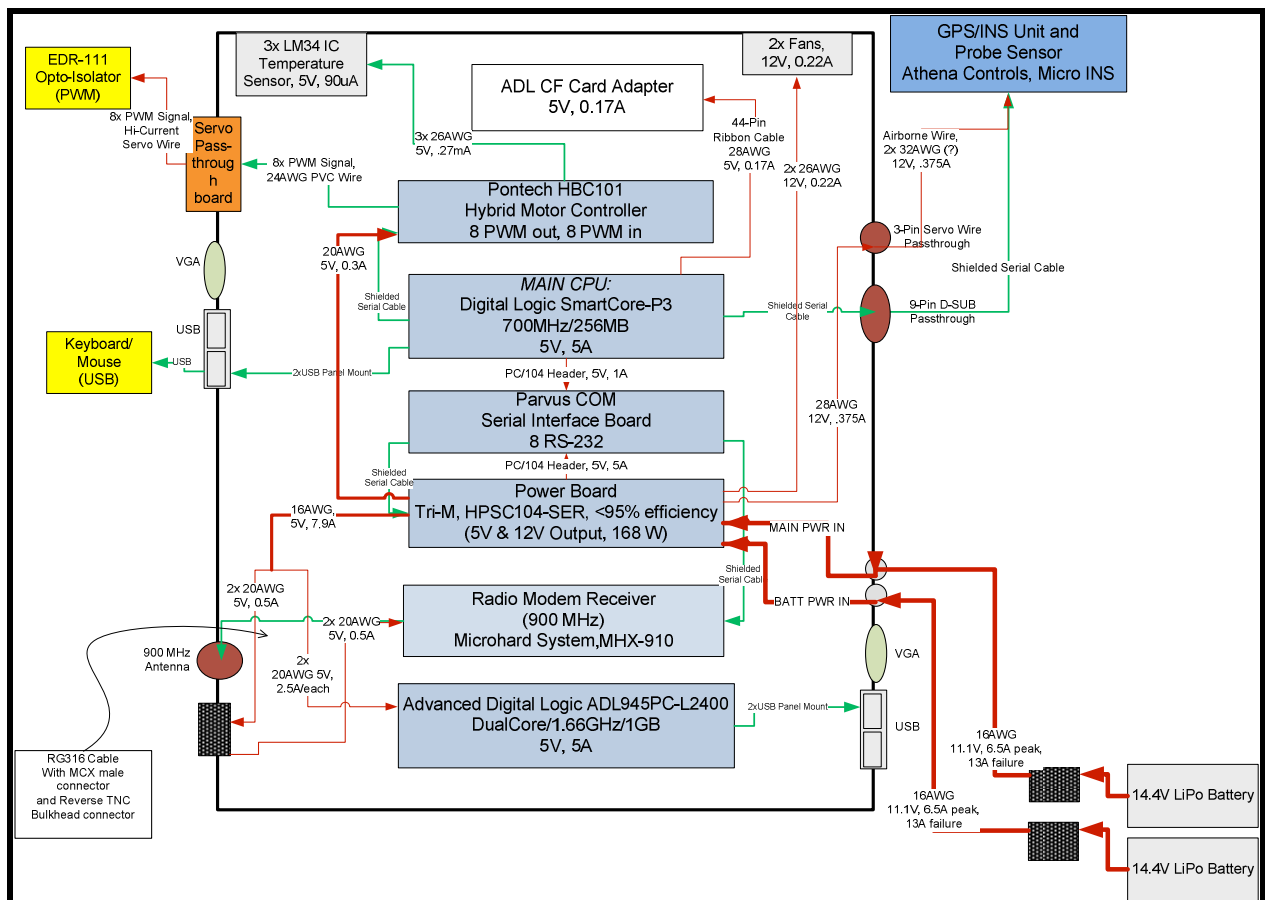 EDR-111
Opto-Isolator
(PWM)
3x LM34 IC
Temperature
Sensor, 5V, 90uA
ADL CF Card Adapter
5V, 0.17A
2x Fans,
12V, 0.22A
GPS/INS Unit and
Probe Sensor
Athena Controls, Micro INS
8x PWM Signal,
Hi-Current
Servo Wire
Servo
Pass-
throug
h
board
8x PWM Signal,
24AWG PVC Wire
3x 26AWG
5V, .27mA
44-Pin
Ribbon Cable
28AWG
5V, 0.17A
2x 26AWG
12V, 0.22A
Airborne Wire,
2x 32AWG (?)
12V, .375A
Pontech HBC101
Hybrid Motor Controller
8 PWM out, 8 PWM in
20AWG
5V, 0.3A
3-Pin Servo Wire
Passthrough
Shielded Serial Cable
VGA
USB
MAIN CPU:
Digital Logic SmartCore-P3
700MHz/256MB
5V, 5A
Shielded
Serial Cable
Shielded Serial
Cable
9-Pin D-SUB
Passthrough
Keyboard/
Mouse
(USB)
USB
2xUSB Panel Mount
PC/104 Header, 5V, 1A
Parvus COM
Serial Interface Board
8 RS-232
28AWG
12V, .375A
PC/104 Header, 5V, 5A
Shielded
Serial Cable
Power Board
Tri-M, HPSC104-SER, <95% efficiency
(5V & 12V Output, 168 W)
16AWG,
5V, 7.9A
MAIN PWR IN
BATT PWR IN
Shielded
Serial Cabl
2x 20AWG
5V, 0.5A
2x 20AWG
5V, 0.5A
Radio Modem Receiver
(900 MHz)
Microhard System,MHX-910
900 MHz
Antenna
2x
20AWG 5V,
2.5A/each
Advanced Digital Logic ADL945PC-L2400
DualCore/1.66GHz/1GB
5V, 5A
2xUSB Panel Mount
VGA
USB
RG316 Cable
With MCX male
connector
and Reverse TNC
Bulkhead connector
16AWG
11.1V, 6.5A peak,
13A failure
16AWG
11.1V, 6.5A peak,
13A failure
14.4V LiPo Battery
14.4V LiPo Battery